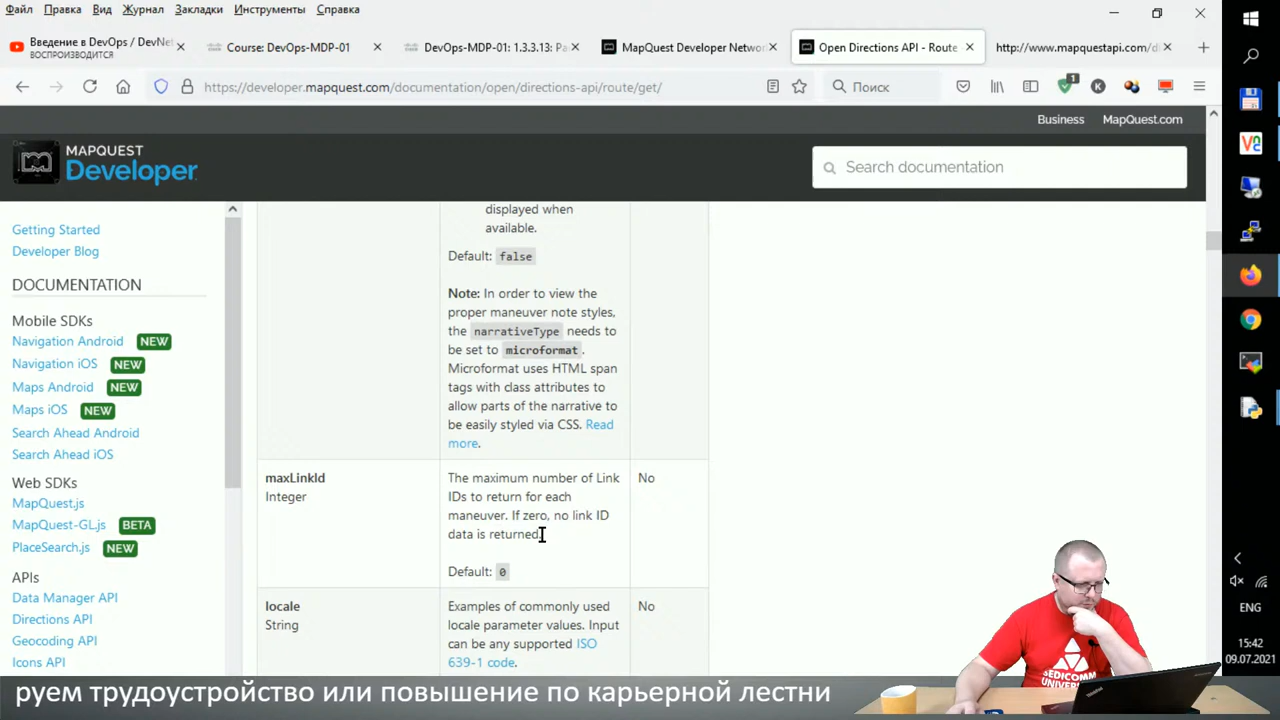 Файл Правка Вид Журнал Закладки Инструменты Справка
Введение в DevOps / DevNet
ВОСПРОИЗВОДИТСЯ
Course: DevOps-MDP-01
DevOps-MDP-01: 1.3.3.13: Pa
MapQuest Developer Networ
Open Directions API - Route
http://www.mapquestapi.com/di
https://developer.mapquest.com/documentation/open/directions-api/route/get/
Поиск
1
K
Business MapQuest.com
MAPQUEST
Developer
Search documentation
Getting Started
Developer Blog
DOCUMENTATION
Mobile SDKs
Navigation Android NEW
Navigation iOS NEW
Maps Android NEW
Maps iOS NEW
Search Ahead Android
Search Ahead iOS
Web SDKs
MapQuest.js
MapQuest-GL.js BETA
PlaceSearch.js NEW
APIs
Data Manager API
Directions API
Geocoding API
Icons API
displayed when
available.
Default: false
Note: In order to view the
proper maneuver note styles,
the narrativeType needs to
be set to microformat.
Microformat uses HTML span
tags with class attributes to
allow parts of the narrative to
be easily styled via CSS. Read
more.
maxLinkId
Integer
The maximum number of Link
IDs to return for each
maneuver. If zero, no link ID
data is returned.
Default: 0
No
locale
String
Examples of commonly used
locale parameter values. Input
can be any supported ISO
639-1 code.
No
ENG
15:42
09.07.2021
SEDICOMM
UNIVERSITY
руем трудоустройство или повышение по карьерной лестни